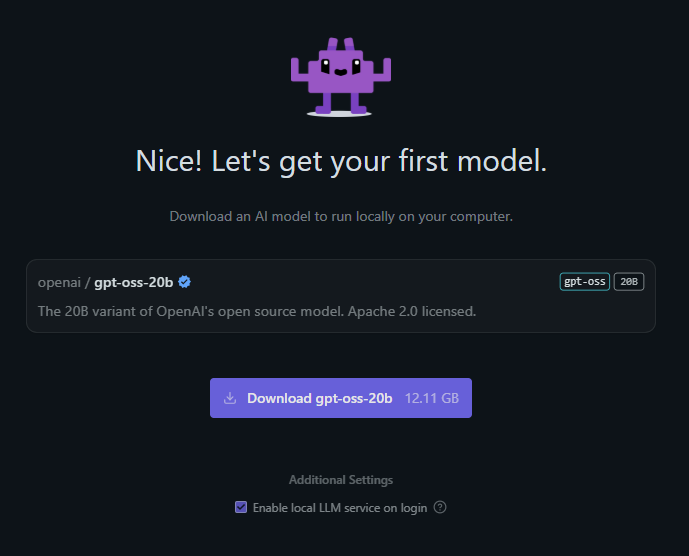 Nice! Let's get your first model.
Download an AI model to run locally on your computer.
openai / gpt-oss-20b gpt-oss 20B
The 20B variant of OpenAI's open source model. Apache 2.0 licensed.
Download gpt-oss-20b 12.11 GB
Additional Settings
Enable local LLM service on login ?